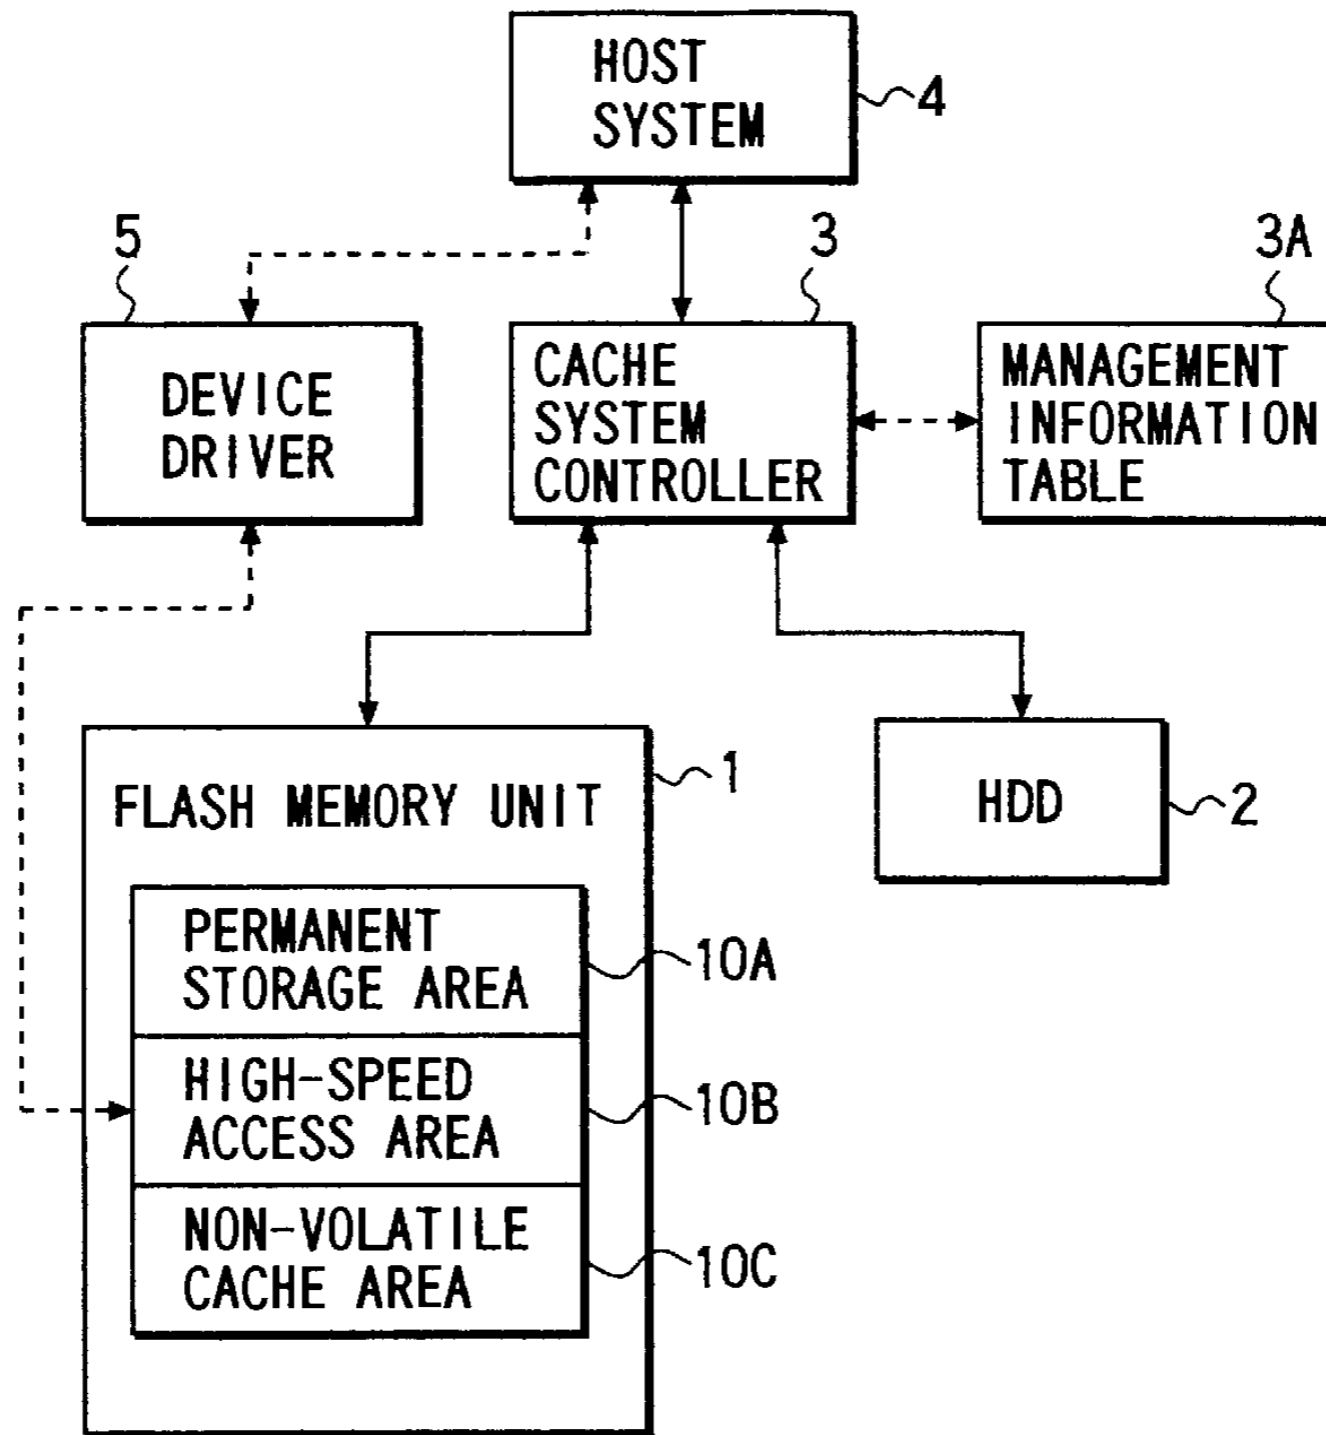 HOST
SYSTEM
4
5
3
3A
DEVICE
DRIVER
CACHE
SYSTEM
CONTROLLER
MANAGEMENT
INFORMATION
TABLE
1
FLASH MEMORY UNIT
HDD
2
PERMANENT
STORAGE AREA
10A
HIGH-SPEED
ACCESS AREA
10B
NON-VOLATILE
CACHE AREA
10C